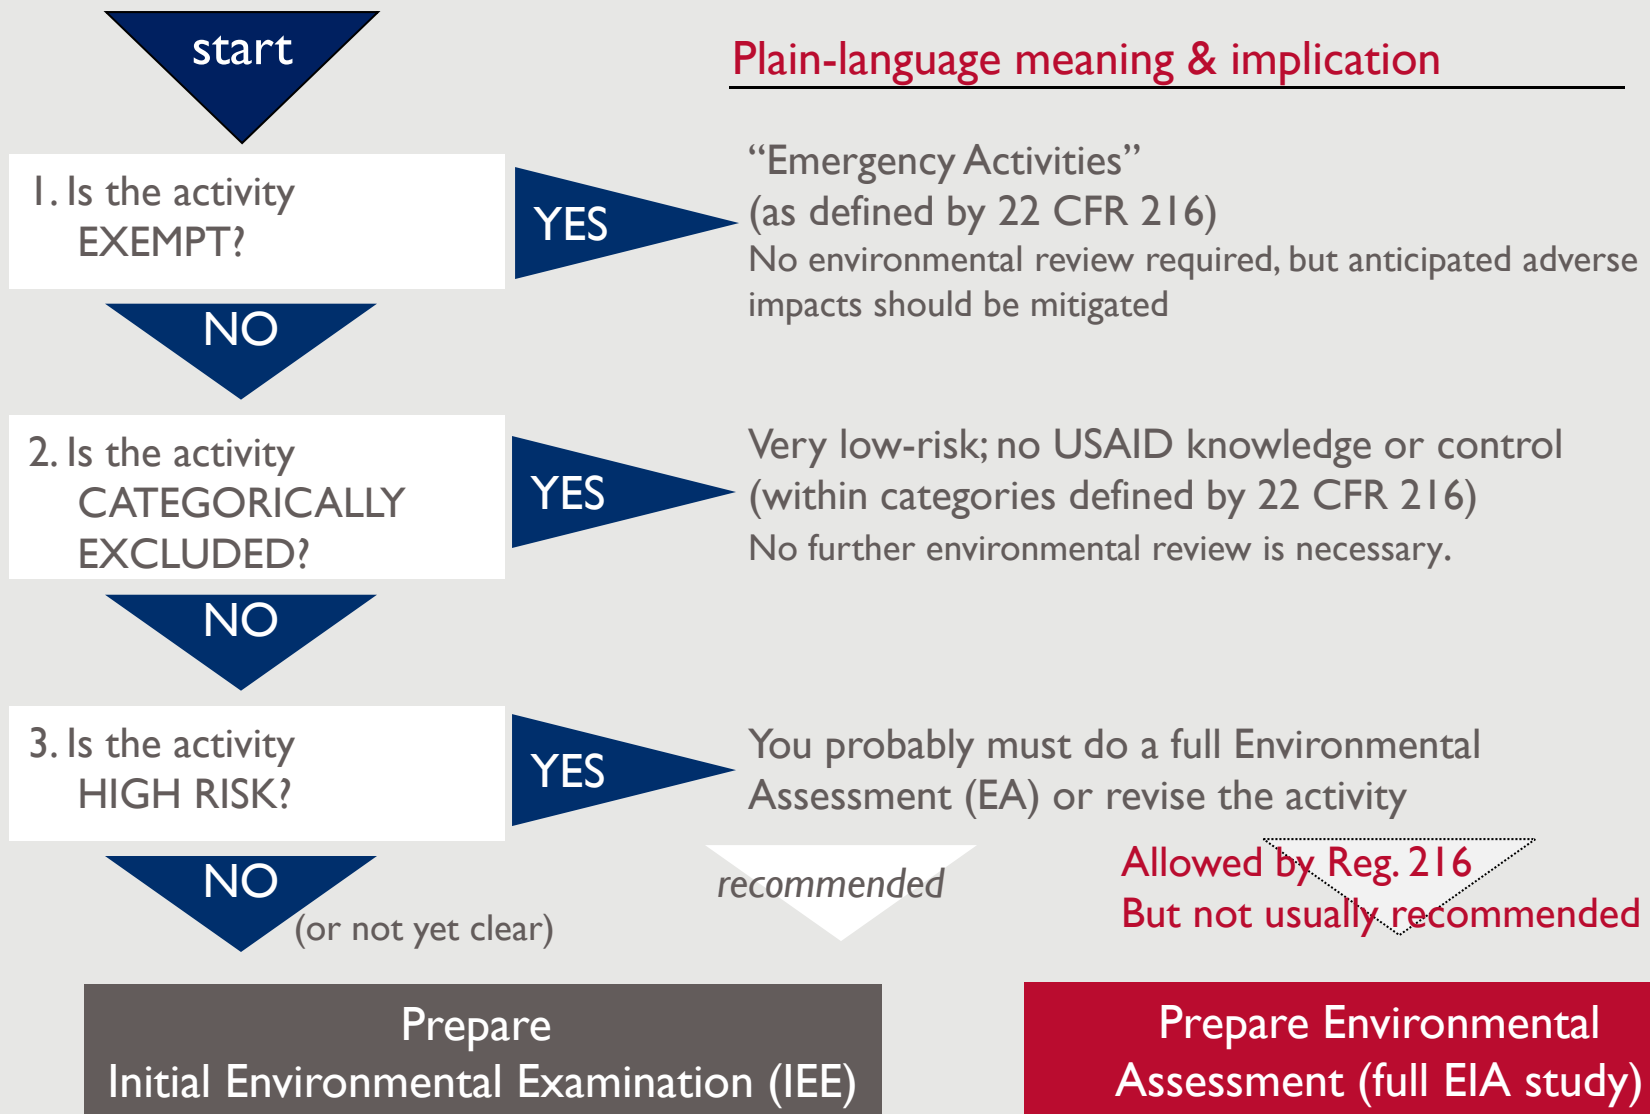 start
Plain-language meaning & implication
1. Is the activity
EXEMPT?
YES
“Emergency Activities”
(as defined by 22 CFR 216)
No environmental review required, but anticipated adverse
impacts should be mitigated
NO
2. Is the activity
CATEGORICALLY
EXCLUDED?
YES
Very low-risk; no USAID knowledge or control
(within categories defined by 22 CFR 216)
No further environmental review is necessary.
NO
3. Is the activity
HIGH RISK?
YES
You probably must do a full Environmental
Assessment (EA) or revise the activity
NO
(or not yet clear)
recommended
Allowed by Reg. 216
But not usually recommended
Prepare
Initial Environmental Examination (IEE)
Prepare Environmental
Assessment (full EIA study)